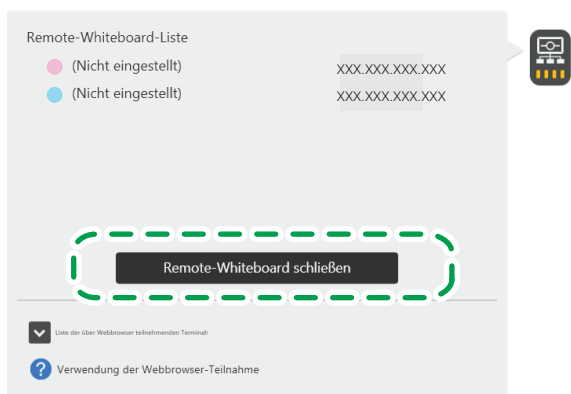 Remote-Whiteboard-Liste
(Nicht eingestellt) XXX.XXX.XXX.XXX
(Nicht eingestellt) XXX.XXX.XXX.XXX
Remote-Whiteboard schließen
Liste der über Webbrowser teilnehmenden Terminal:
? Verwendung der Webbrowser-Teilnahme